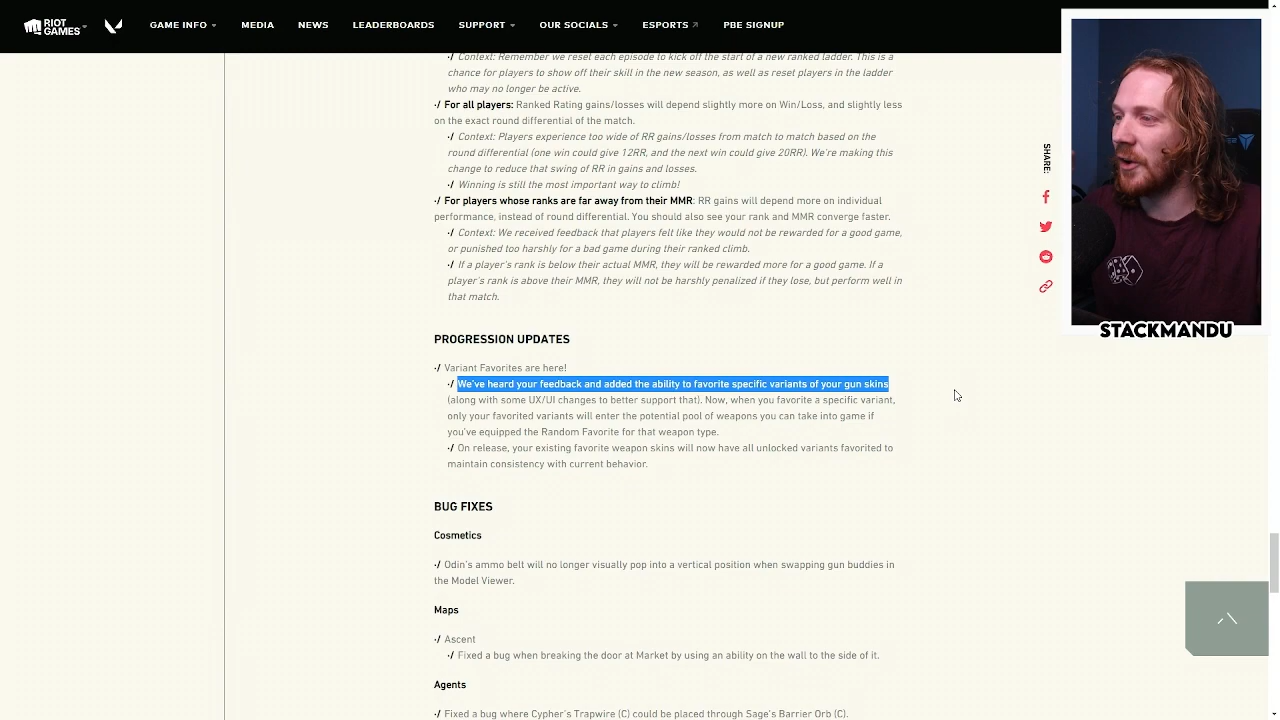 RIOT
GAMES
GAME INFO
MEDIA
NEWS
LEADERBOARDS
SUPPORT
OUR SOCIALS
ESPORTS
PBE SIGNUP
·/ Context: Remember we reset each episode to kick off the start of a new ranked ladder. This is a
chance for players to show off their skill in the new season, as well as reset players in the ladder
who may no longer be active.
·/ For all players: Ranked Rating gains/losses will depend slightly more on Win/Loss, and slightly less
on the exact round differential of the match.
·/ Context: Players experience too wide of RR gains/losses from match to match based on the
round differential (one win could give 12RR, and the next win could give 20RR). We're making this
change to reduce that swing of RR in gains and losses.
·/ Winning is still the most important way to climb!
·/ For players whose ranks are far away from their MMR: RR gains will depend more on individual
performance, instead of round differential. You should also see your rank and MMR converge faster.
·/ Context: We received feedback that players felt like they would not be rewarded for a good game,
or punished too harshly for a bad game during their ranked climb.
·/ If a player's rank is below their actual MMR, they will be rewarded more for a good game. If a
player's rank is above their MMR, they will not be harshly penalized if they lose, but perform well in
that match.
PROGRESSION UPDATES
·/ Variant Favorites are here!
·/ We've heard your feedback and added the ability to favorite specific variants of your gun skins
(along with some UX/UI changes to better support that). Now, when you favorite a specific variant,
only your favorited variants will enter the potential pool of weapons you can take into game if
you've equipped the Random Favorite for that weapon type.
·/ On release, your existing favorite weapon skins will now have all unlocked variants favorited to
maintain consistency with current behavior.
BUG FIXES
Cosmetics
·/ Odin's ammo belt will no longer visually pop into a vertical position when swapping gun buddies in
the Model Viewer.
Maps
·/ Ascent
·/ Fixed a bug when breaking the door at Market by using an ability on the wall to the side of it.
Agents
·/ Fixed a bug where Cypher's Trapwire (C) could be placed through Sage's Barrier Orb (C).
SHARE:
STACKMANDU